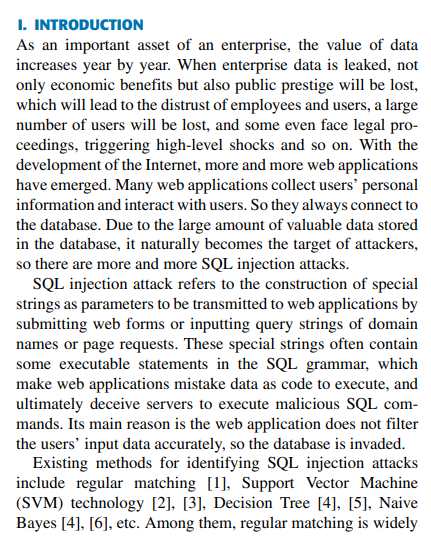 I. INTRODUCTION
As an important asset of an enterprise, the value of data
increases year by year. When enterprise data is leaked, not
only economic benefits but also public prestige will be lost,
which will lead to the distrust of employees and users, a large
number of users will be lost, and some even face legal pro-
ceedings, triggering high-level shocks and so on. With the
development of the Internet, more and more web applications
have emerged. Many web applications collect users' personal
information and interact with users. So they always connect to
the database. Due to the large amount of valuable data stored
in the database, it naturally becomes the target of attackers,
so there are more and more SQL injection attacks.
SQL injection attack refers to the construction of special
strings as parameters to be transmitted to web applications by
submitting web forms or inputting query strings of domain
names or page requests. These special strings often contain
some executable statements in the SQL grammar, which
make web applications mistake data as code to execute, and
ultimately deceive servers to execute malicious SQL com-
mands. Its main reason is the web application does not filter
the users' input data accurately, so the database is invaded.
Existing methods for identifying SQL injection attacks
include regular matching [1], Support Vector Machine
(SVM) technology [2], [3], Decision Tree [4], [5], Naive
Bayes [4], [6], etc. Among them, regular matching is widely